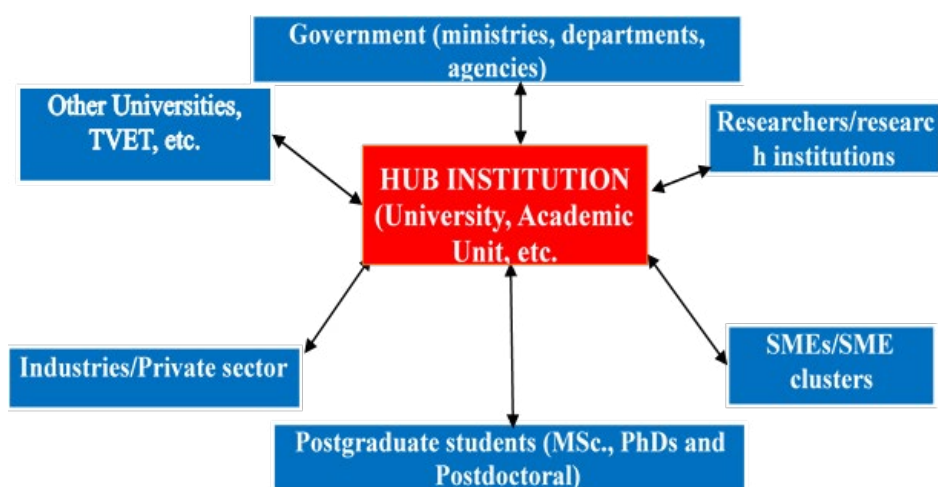 Government (ministries, departments,
agencies)
Other Universities,
TVET, etc.
Researchers/researc
h institutions
HUB INSTITUTION
(University, Academic
Unit, etc.
Industries/Private sector
SMEs/SME
clusters
Postgraduate students (MSc., PhDs and
Postdoctoral)